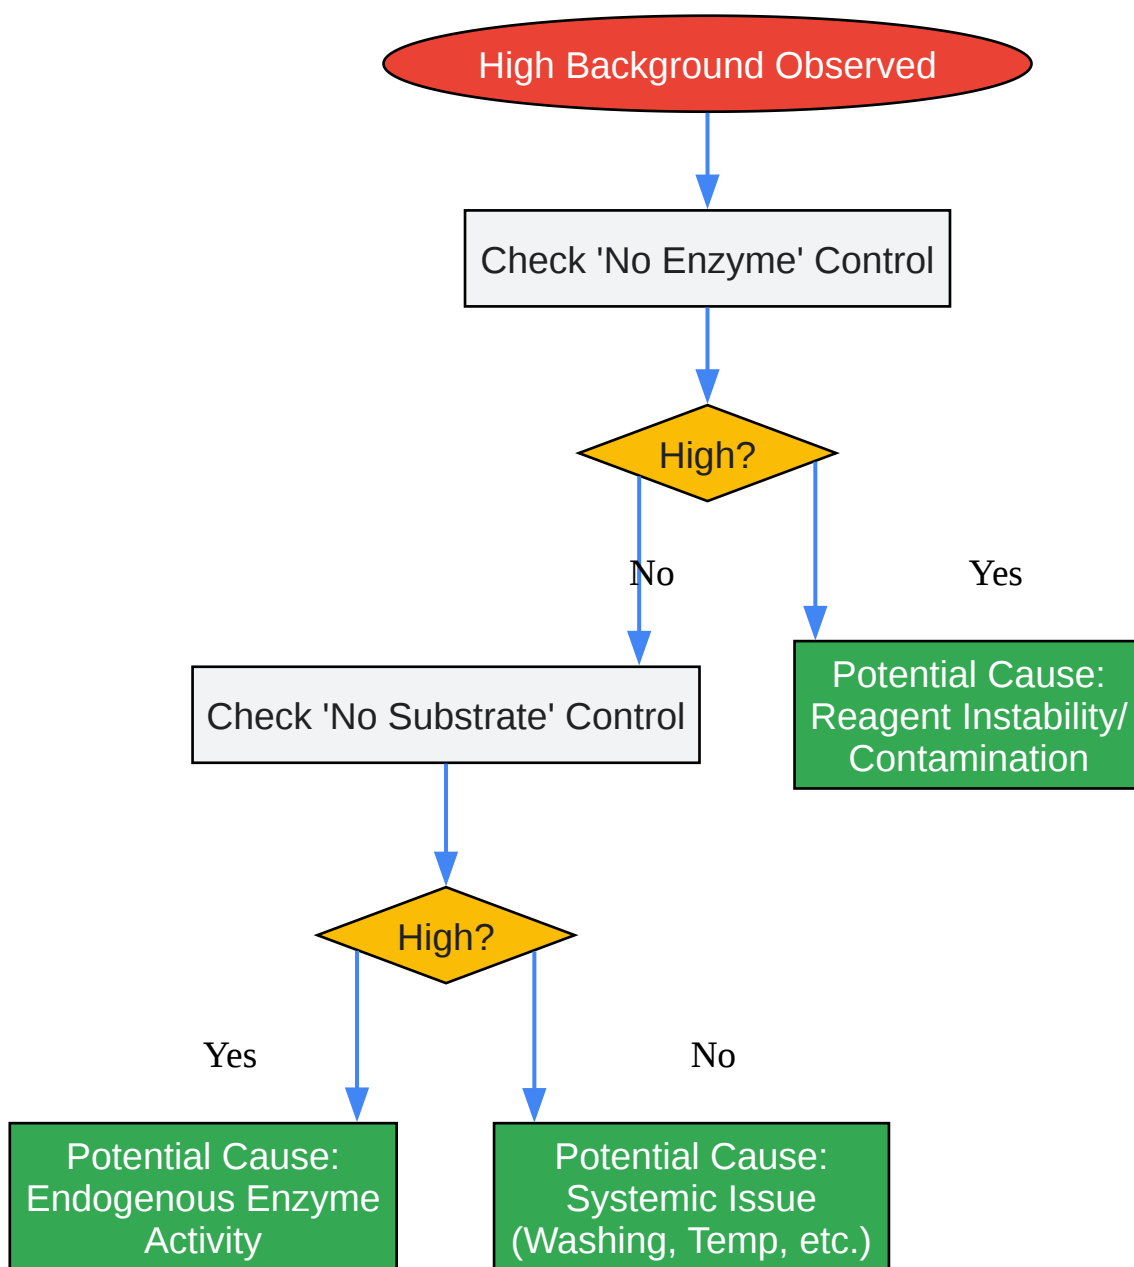 High Background Observed
Check 'No Enzyme' Control
High?
No
Yes
Check 'No Substrate' Control
Potential Cause:
Reagent Instability/
Contamination
High?
Yes
No
Potential Cause:
Endogenous Enzyme
Activity
Potential Cause:
Systemic Issue
(Washing, Temp, etc.)